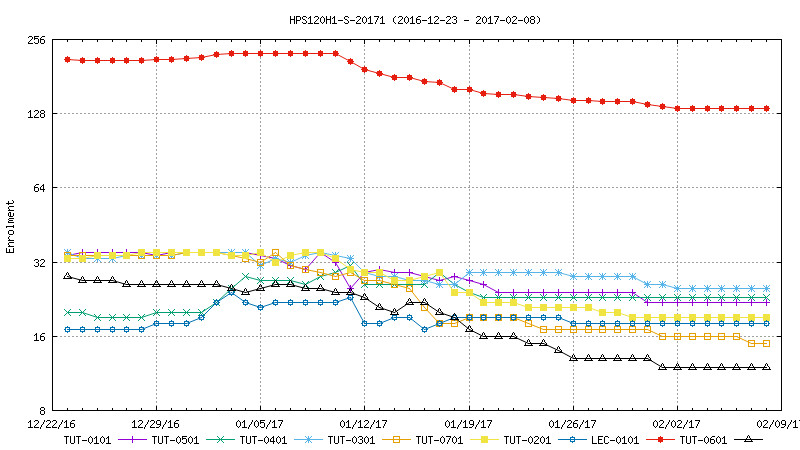 HPS120H1-S-20171 (2016-12-23 - 2017-02-08)
256
128
64
32
16
8
Enrolment
12/22/16 12/29/16 01/05/17 01/12/17 01/19/17 01/26/17 02/02/17 02/09/17
TUT-0101 TUT-0501 TUT-0401 TUT-0301 TUT-0701 TUT-0201 LEC-0101 TUT-0601